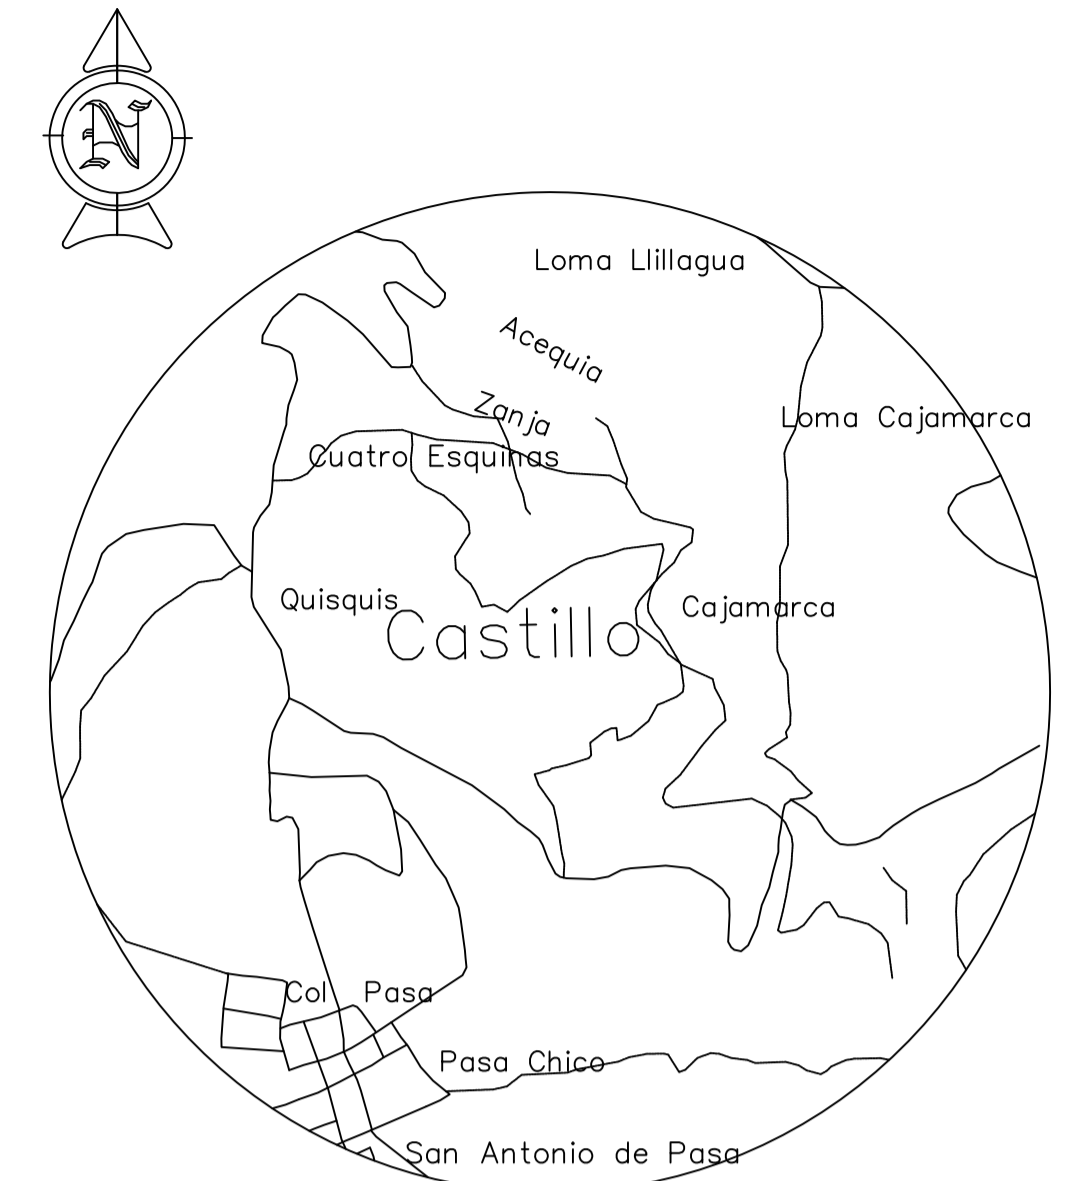 N
Loma Llillagua
Acequia
Zanja
Loma Cajamarca
Cuatro Esquinas
Quisquis
Castillo
Cajamarca
Col Pasa
Pasa Chico
San Antonio de Pasa